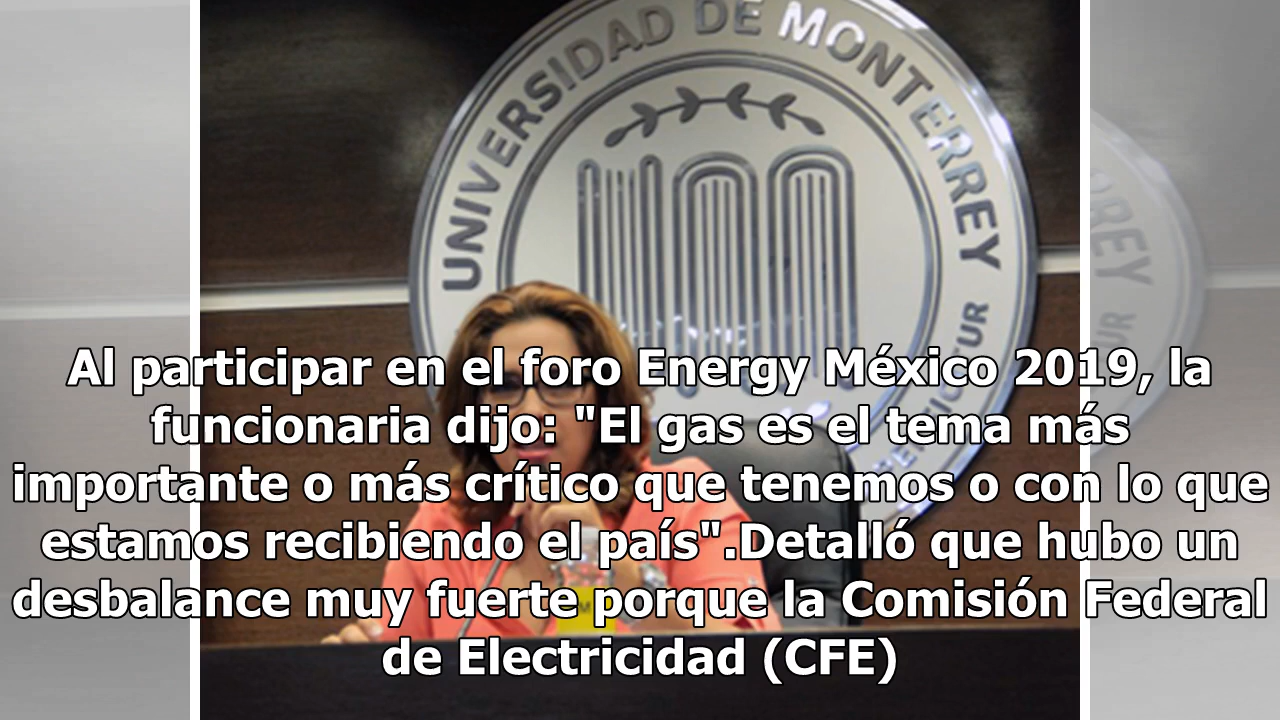 UNIVERSIDAD DE MONTERREY
Al participar en el foro Energy México 2019, la
funcionaria dijo: "El gas es el tema más
importante o más crítico que tenemos o con lo que
estamos recibiendo el país".Detalló que hubo un
desbalance muy fuerte porque la Comisión Federal
de Electricidad (CFE)